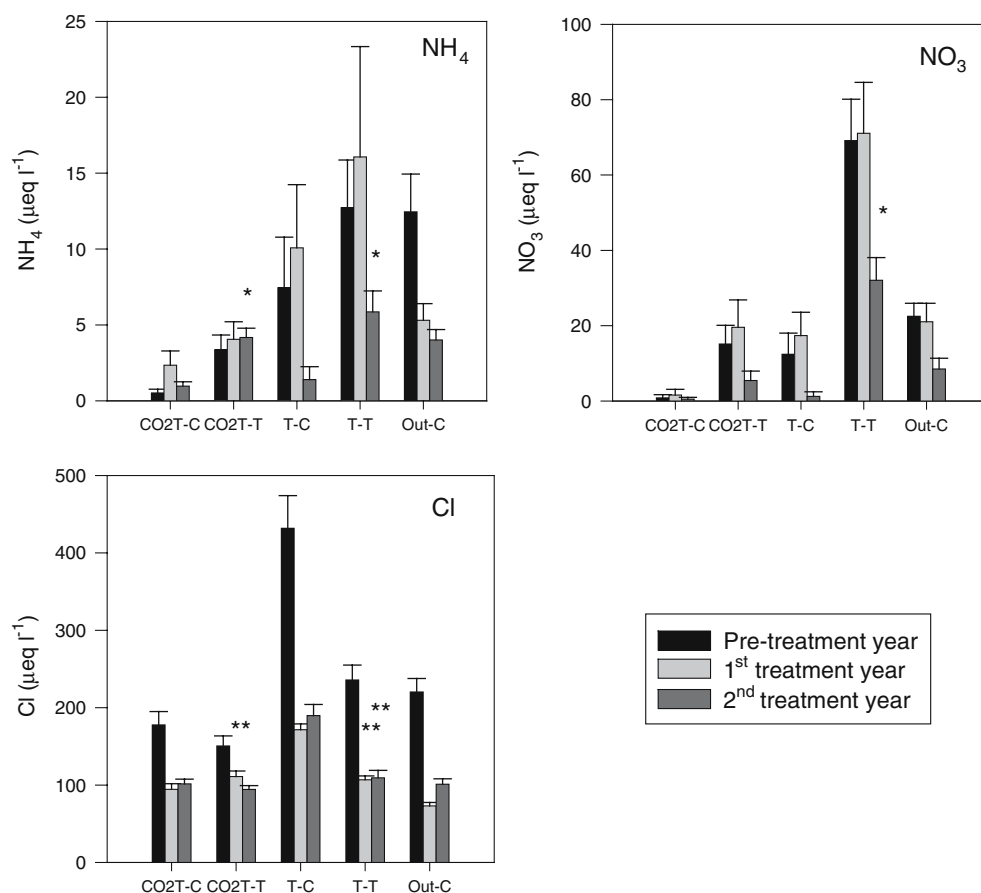 NH₄
NH₄ (µeq l⁻¹)
25
20
15
10
5
0
*
*
CO2T-C CO2T-T T-C T-T Out-C
NO₃
NO₃ (µeq l⁻¹)
100
80
60
40
20
0
*
CO2T-C CO2T-T T-C T-T Out-C
Cl
Cl (µeq l⁻¹)
500
400
300
200
100
0
**
**
**
CO2T-C CO2T-T T-C T-T Out-C
Pre-treatment year
1ˢᵗ treatment year
2ⁿᵈ treatment year